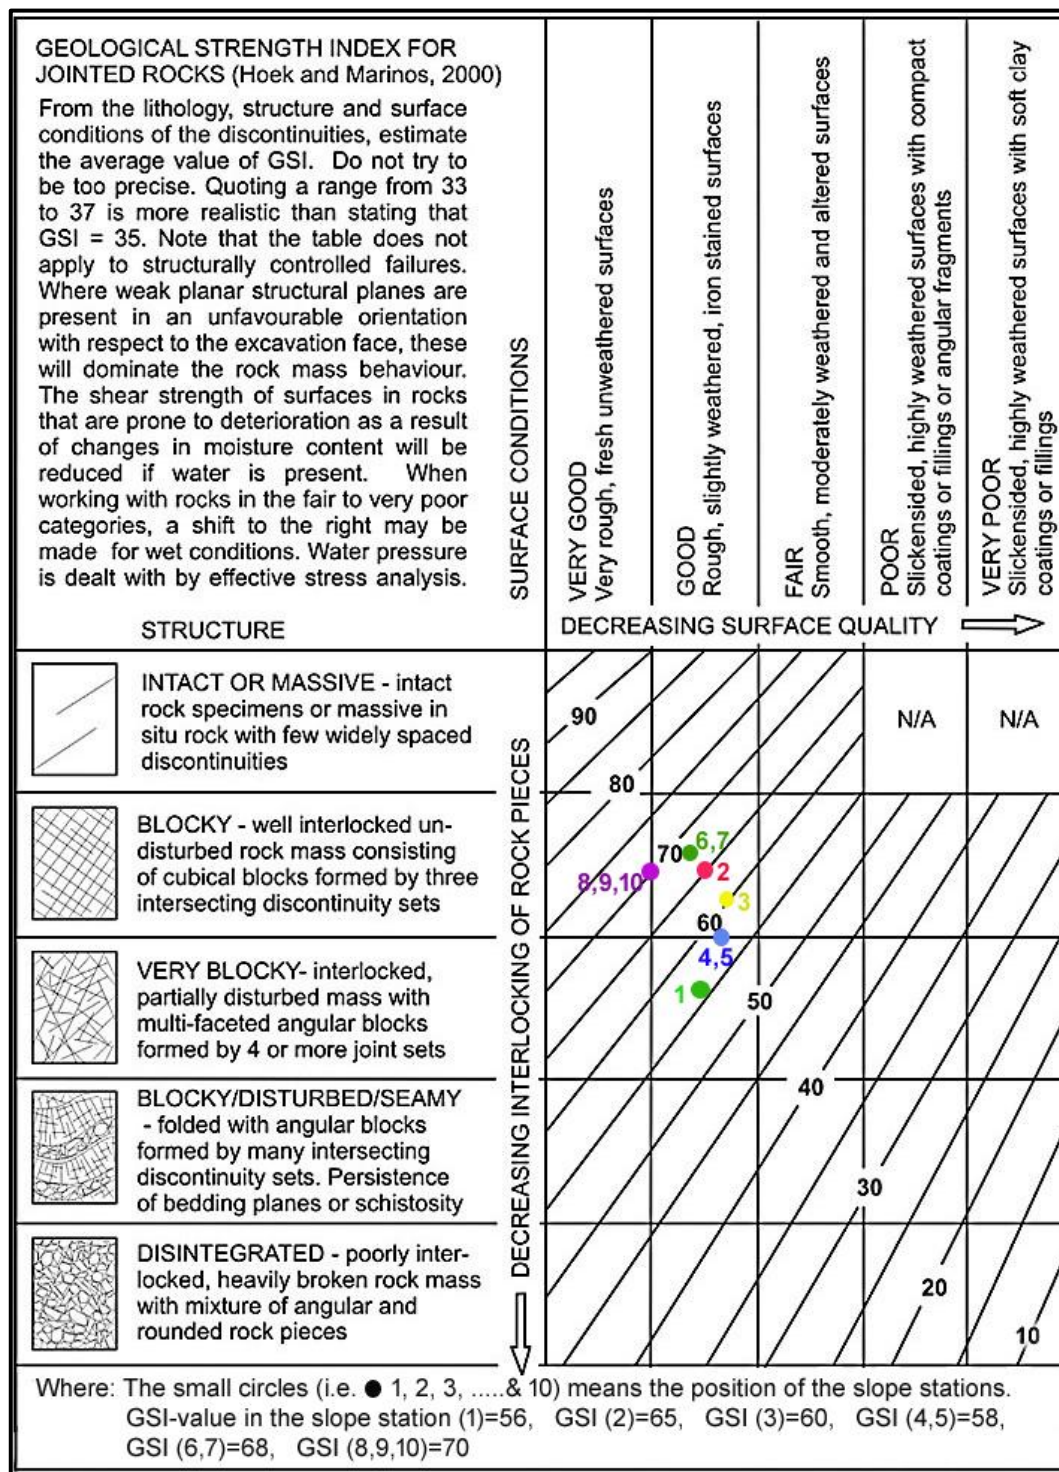 GEOLOGICAL STRENGTH INDEX FOR
JOINTED ROCKS (Hoek and Marinos, 2000)
From the lithology, structure and surface
conditions of the discontinuities, estimate
the average value of GSI. Do not try to
be too precise. Quoting a range from 33
to 37 is more realistic than stating that
GSI = 35. Note that the table does not
apply to structurally controlled failures.
Where weak planar structural planes are
present in an unfavourable orientation
with respect to the excavation face, these
will dominate the rock mass behaviour.
The shear strength of surfaces in rocks
that are prone to deterioration as a result
of changes in moisture content will be
reduced if water is present. When
working with rocks in the fair to very poor
categories, a shift to the right may be
made for wet conditions. Water pressure
is dealt with by effective stress analysis.
STRUCTURE
SURFACE CONDITIONS
VERY GOOD
Very rough, fresh unweathered surfaces
GOOD
Rough, slightly weathered, iron stained surfaces
FAIR
Smooth, moderately weathered and altered surfaces
POOR
Slickensided, highly weathered surfaces with compact
coatings or fillings or angular fragments
VERY POOR
Slickensided, highly weathered surfaces with soft clay
coatings or fillings
DECREASING SURFACE QUALITY
DECREASING INTERLOCKING OF ROCK PIECES
INTACT OR MASSIVE - intact
rock specimens or massive in
situ rock with few widely spaced
discontinuities
BLOCKY - well interlocked un-
disturbed rock mass consisting
of cubical blocks formed by three
intersecting discontinuity sets
VERY BLOCKY- interlocked,
partially disturbed mass with
multi-faceted angular blocks
formed by 4 or more joint sets
BLOCKY/DISTURBED/SEAMY
- folded with angular blocks
formed by many intersecting
discontinuity sets. Persistence
of bedding planes or schistosity
DISINTEGRATED - poorly inter-
locked, heavily broken rock mass
with mixture of angular and
rounded rock pieces
90
N/A
N/A
80
70
6,7
2
8,9,10
3
60
4,5
1
50
40
30
20
10
Where: The small circles (i.e. ● 1, 2, 3, .....& 10) means the position of the slope stations.
GSI-value in the slope station (1)=56, GSI (2)=65, GSI (3)=60, GSI (4,5)=58,
GSI (6,7)=68, GSI (8,9,10)=70